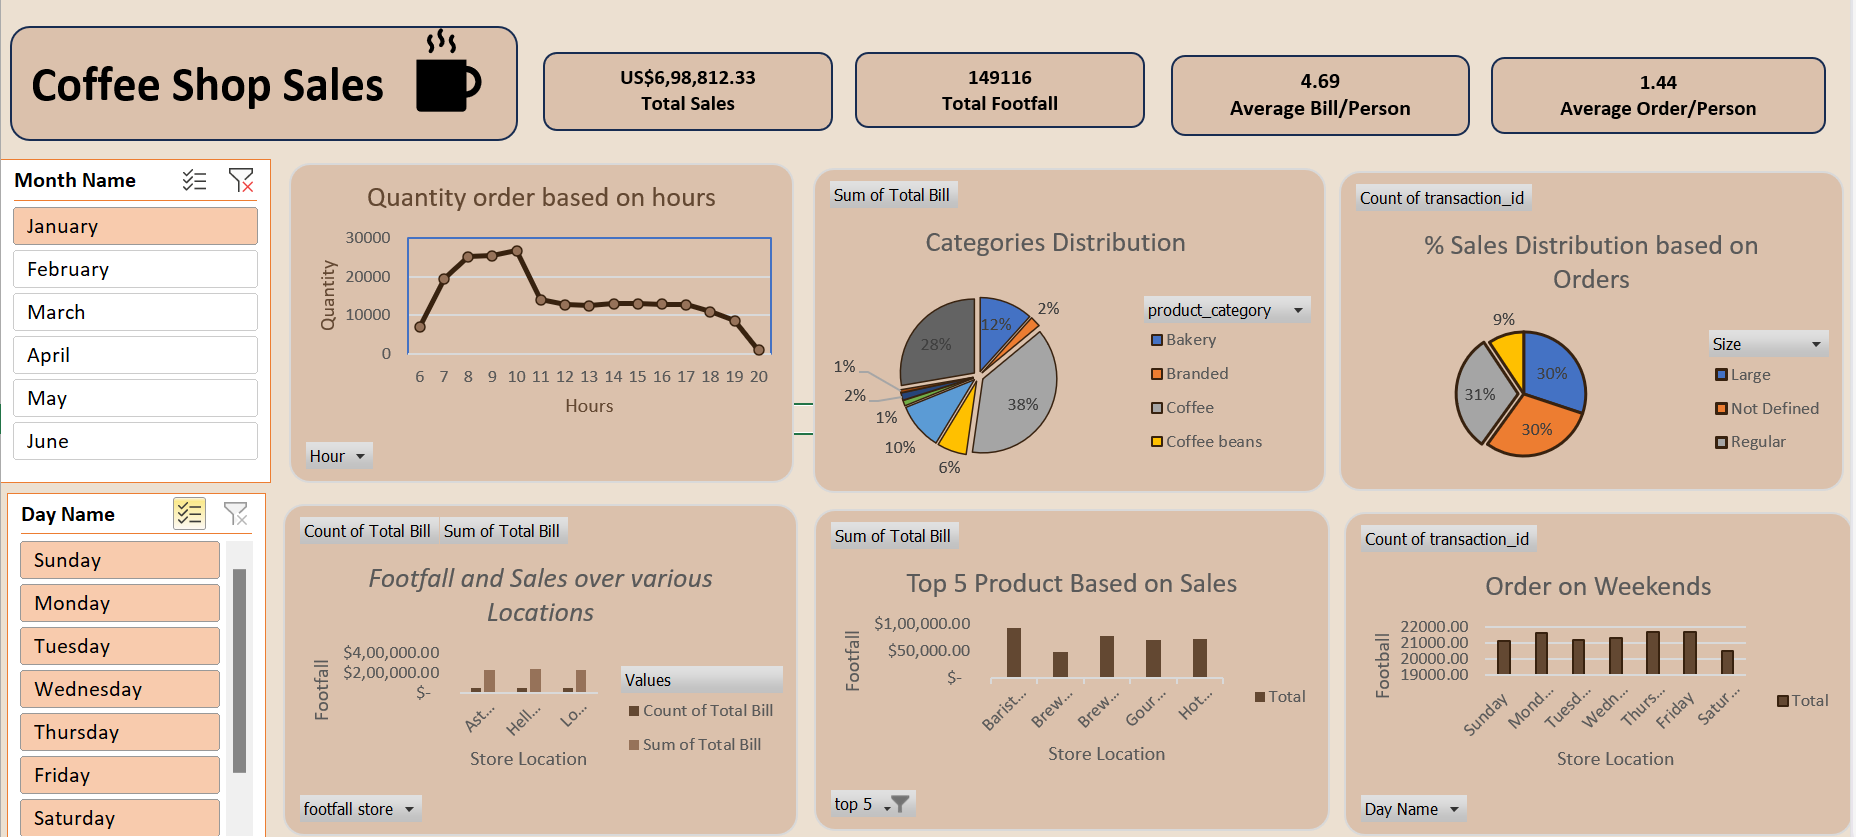 Coffee Shop Sales
US$6,98,812.33
Total Sales
149116
Total Footfall
4.69
Average Bill/Person
1.44
Average Order/Person
Month Name
January
February
March
April
May
June
Day Name
Sunday
Monday
Tuesday
Wednesday
Thursday
Friday
Saturday
Quantity order based on hours
Quantity
30000
20000
10000
0
6 7 8 9 10 11 12 13 14 15 16 17 18 19 20
Hours
Hour
Sum of Total Bill
Categories Distribution
12%
2%
38%
6%
10%
1%
2%
1%
28%
product_category
Bakery
Branded
Coffee
Coffee beans
Count of transaction_id
% Sales Distribution based on
Orders
9%
30%
30%
31%
Size
Large
Not Defined
Regular
Count of Total Bill Sum of Total Bill
Footfall and Sales over various
Locations
Footfall
$4,00,000.00
$2,00,000.00
$-
Ast...
Hell...
Lo...
Store Location
Values
Count of Total Bill
Sum of Total Bill
footfall store
Sum of Total Bill
Top 5 Product Based on Sales
Footfall
$1,00,000.00
$50,000.00
$-
Barist...
Brew...
Brew...
Gour...
Hot...
Store Location
Total
top 5
Count of transaction_id
Order on Weekends
Football
22000.00
21000.00
20000.00
19000.00
Sunday
Mond...
Tuesd...
Wedn...
Thurs...
Friday
Satur...
Store Location
Total
Day Name